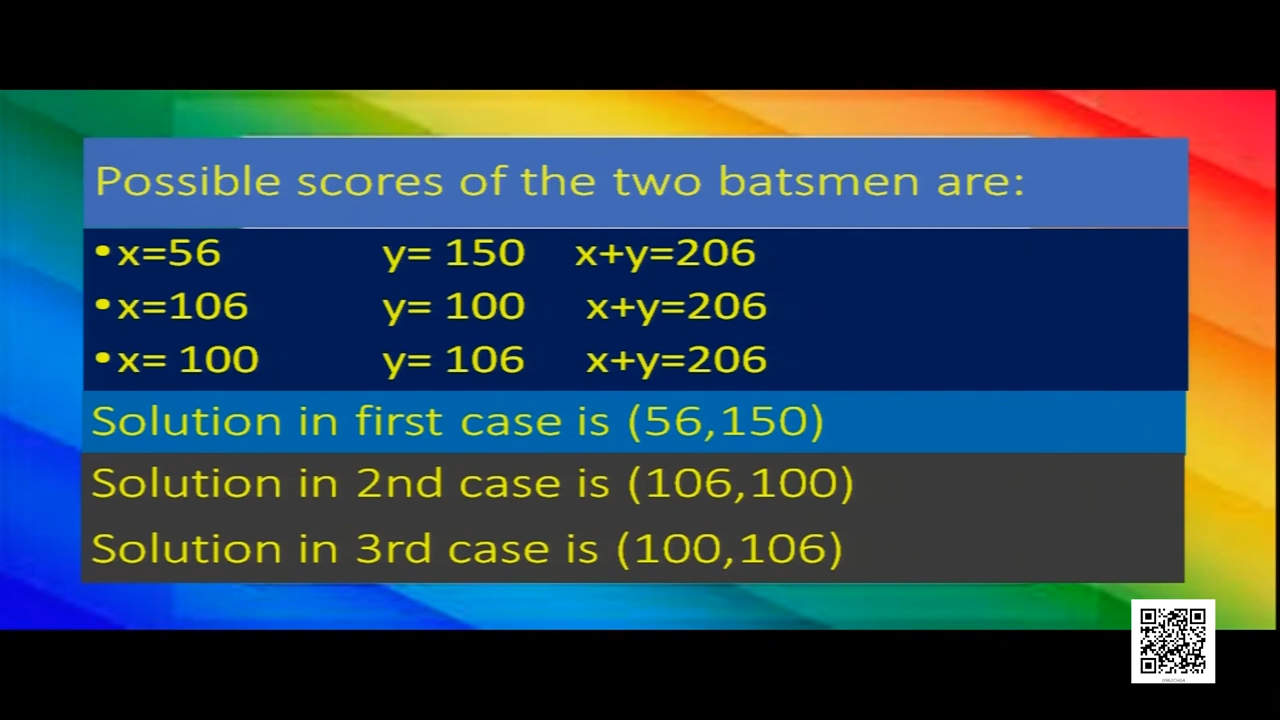 Possible scores of the two batsmen are:
•x=56 y= 150 x+y=206
•x=106 y= 100 x+y=206
•x= 100 y= 106 x+y=206
Solution in first case is (56,150)
Solution in 2nd case is (106,100)
Solution in 3rd case is (100,106)